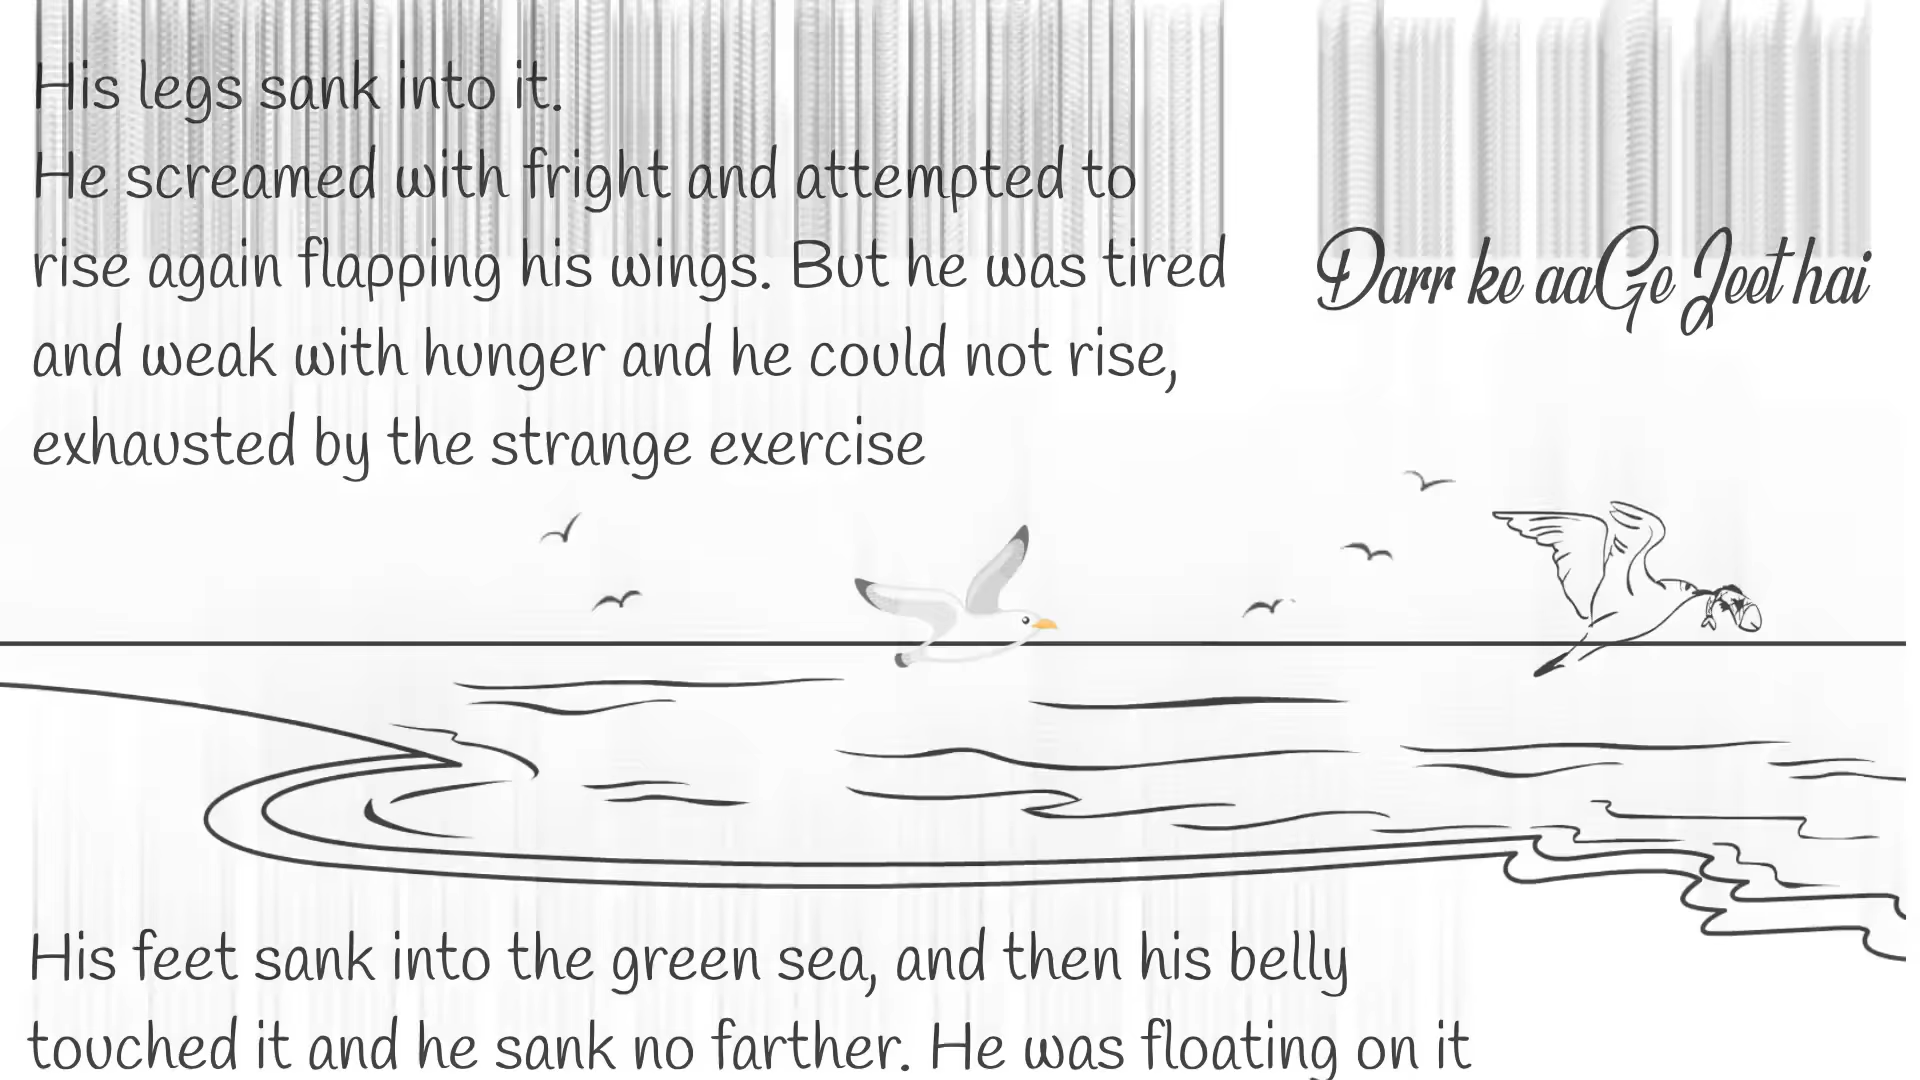 His legs sank into it.
He screamed with fright and attempted to
rise again flapping his wings. But he was tired
and weak with hunger and he could not rise,
exhausted by the strange exercise
Darr ke aaGe Jeet hai
His feet sank into the green sea, and then his belly
touched it and he sank no farther. He was floating on it